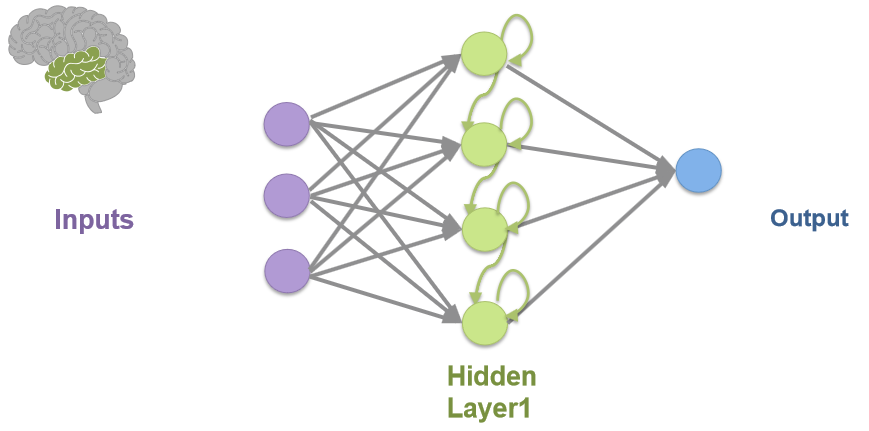 Inputs
Output
Hidden
Layer1